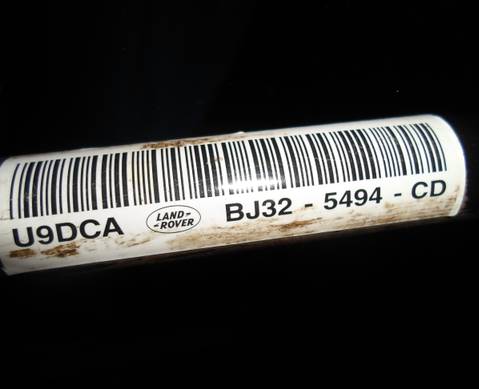 U9DCA LAND-
-ROVER BJ32 - 5494 - CD